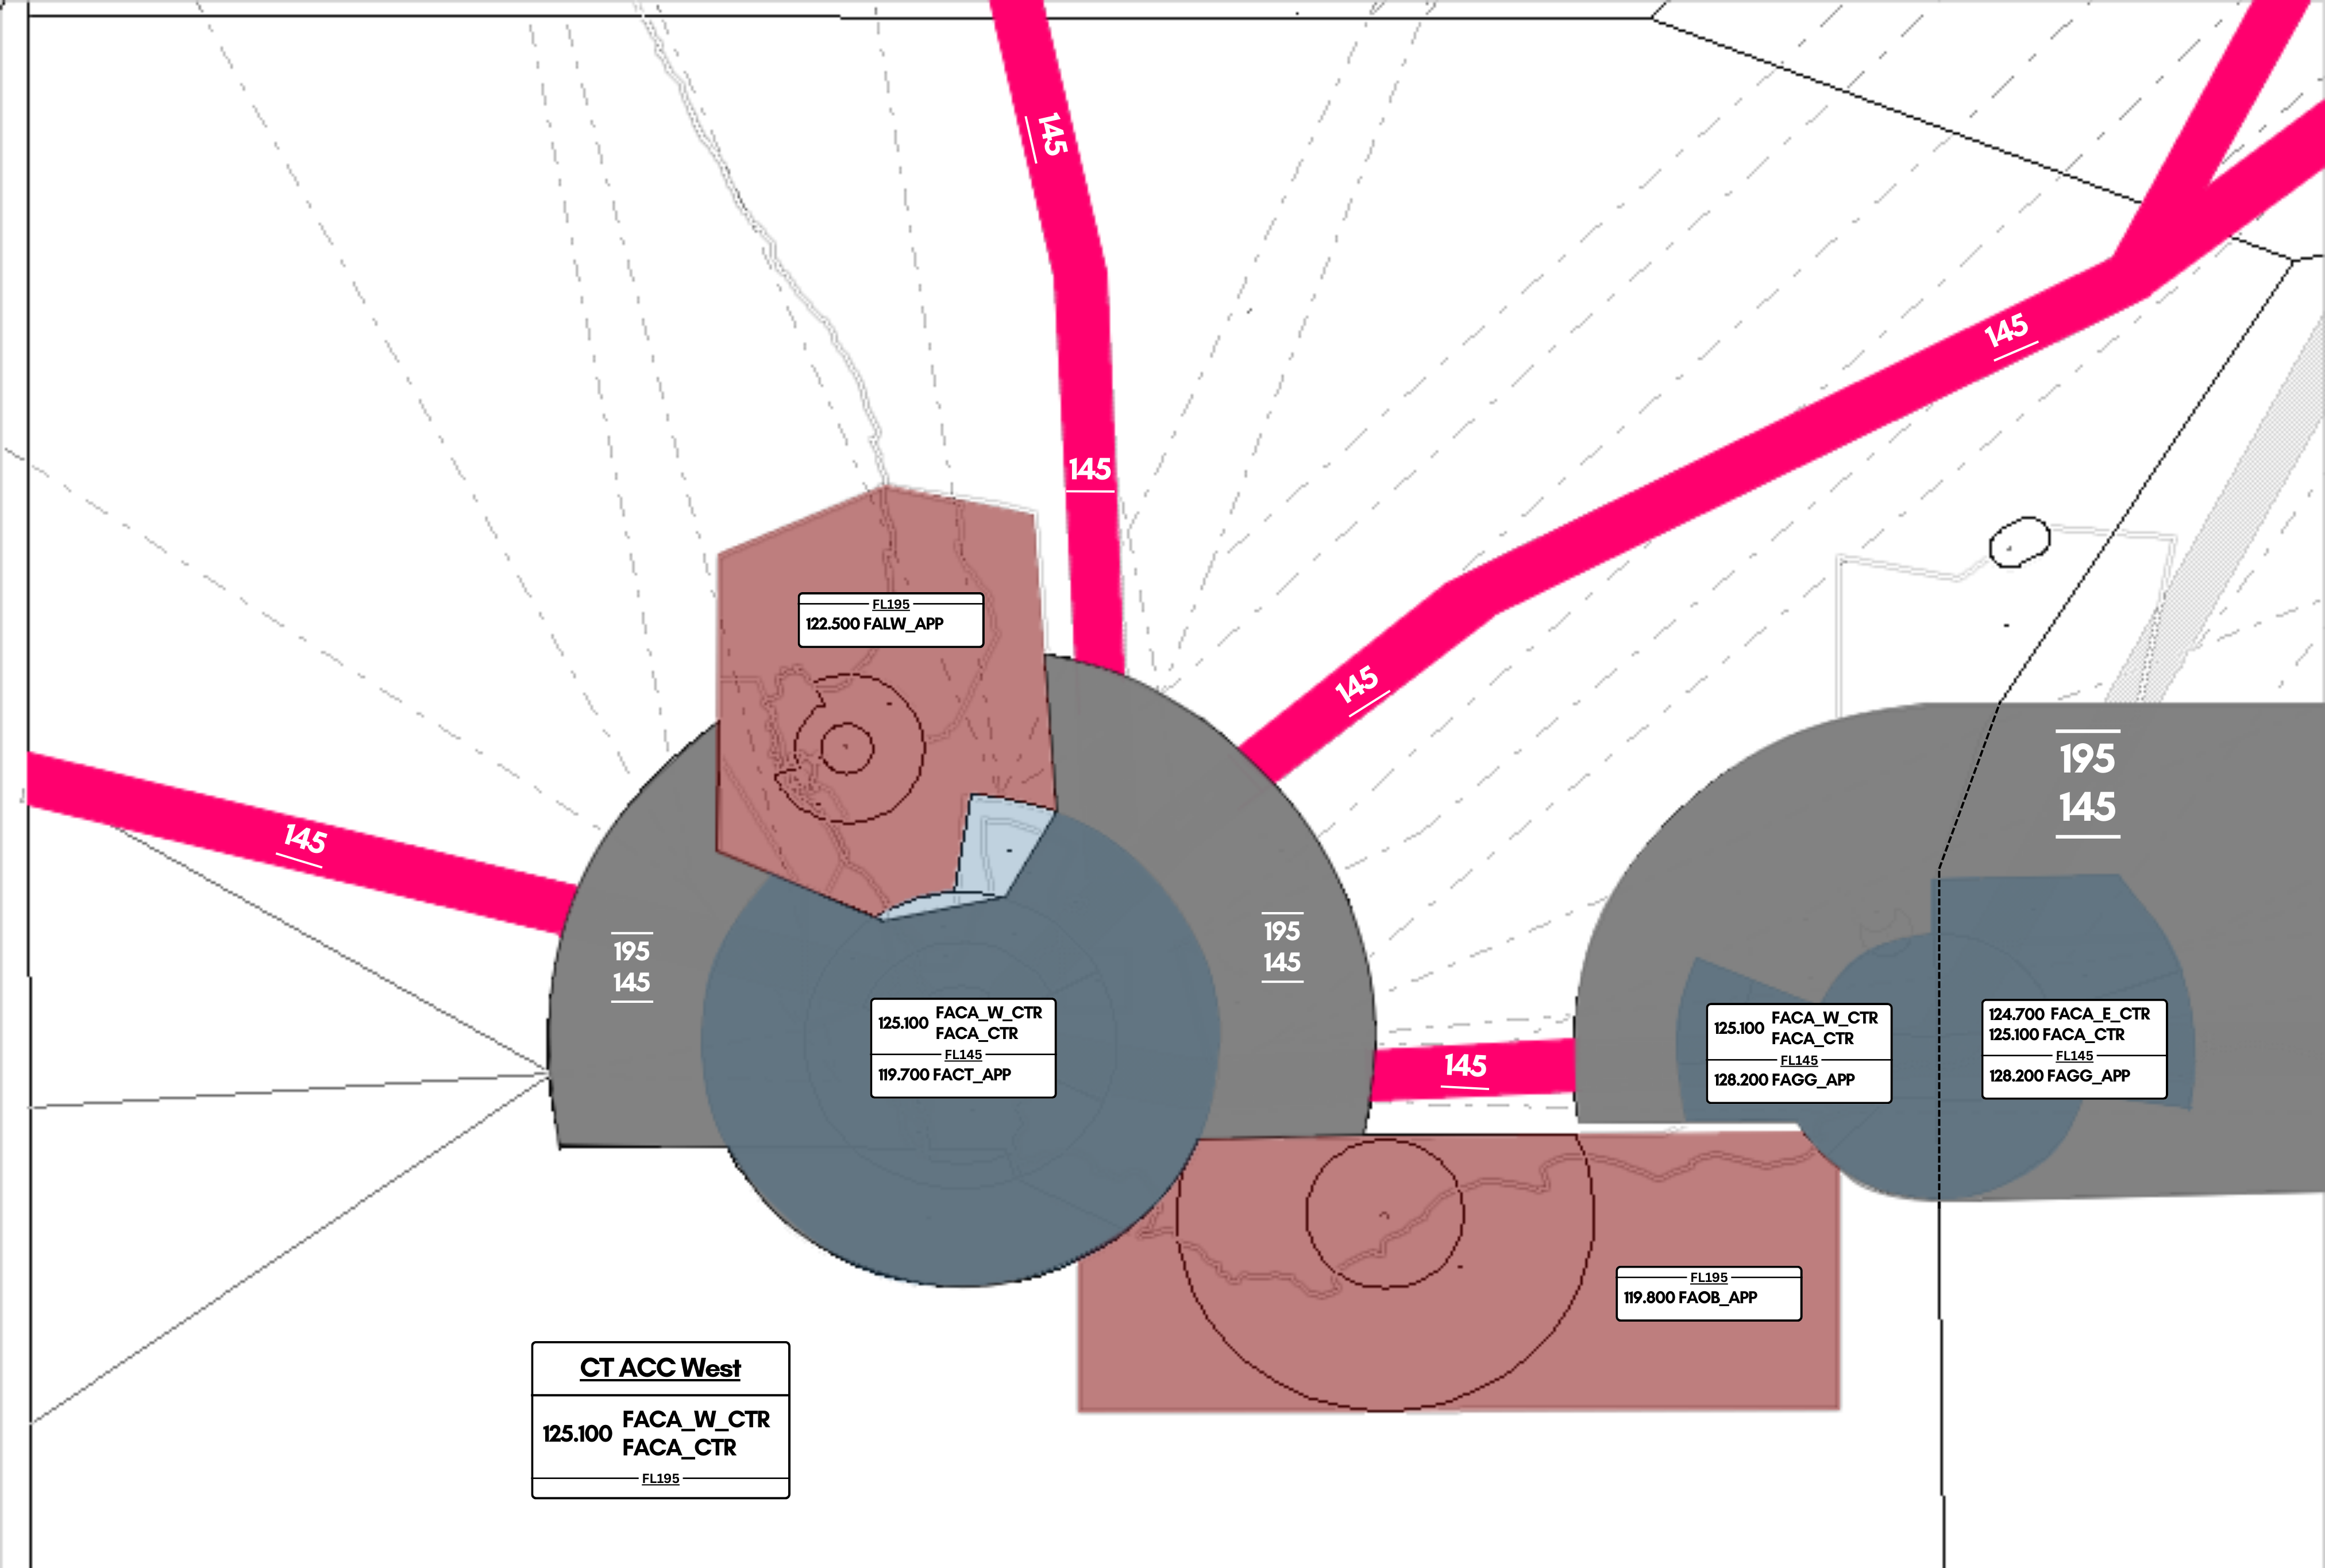 145
145
145
FL195
122.500 FALW_APP
145
195
145
145
195
145
195
145
125.100 FACA_W_CTR
FACA_CTR
FL145
119.700 FACT_APP
125.100 FACA_W_CTR
FACA_CTR
FL145
128.200 FAGG_APP
124.700 FACA_E_CTR
125.100 FACA_CTR
FL145
128.200 FAGG_APP
145
FL195
119.800 FAOB_APP
CT ACC West
125.100 FACA_W_CTR
FACA_CTR
FL195